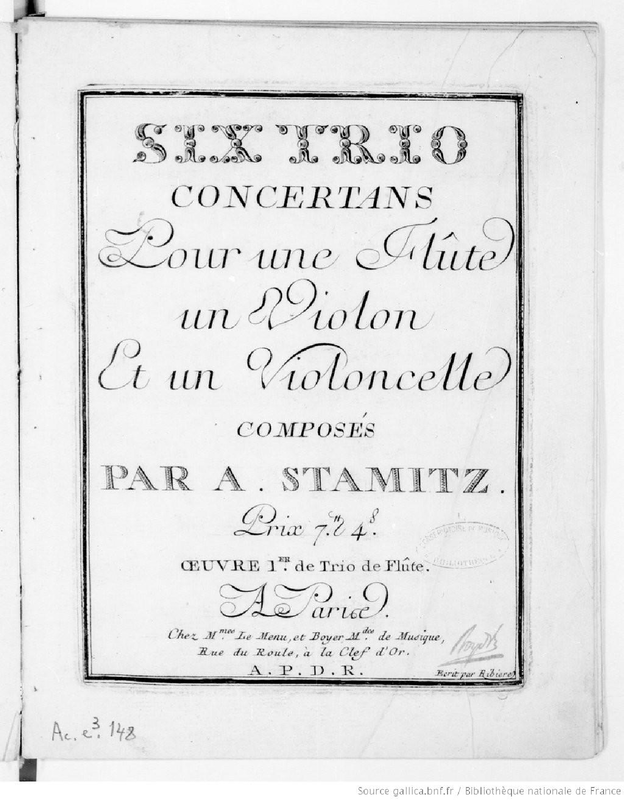 SIX TRIO
CONCERTANS
Pour une Flûte
un Violon
Et un Violoncelle
COMPOSÉS
PAR A. STAMITZ.
Prix 7.tt 4s.
ŒUVRE 1.ER de Trio de Flûte.
A Paris.
Chez M.mes Le Menu, et Boyer M.des de Musique,
Rue du Roule, à la Clef d'Or.
A. P. D. R.
Ecrit par Ribiere
Ac. e3. 148
Source gallica.bnf.fr / Bibliothèque nationale de France